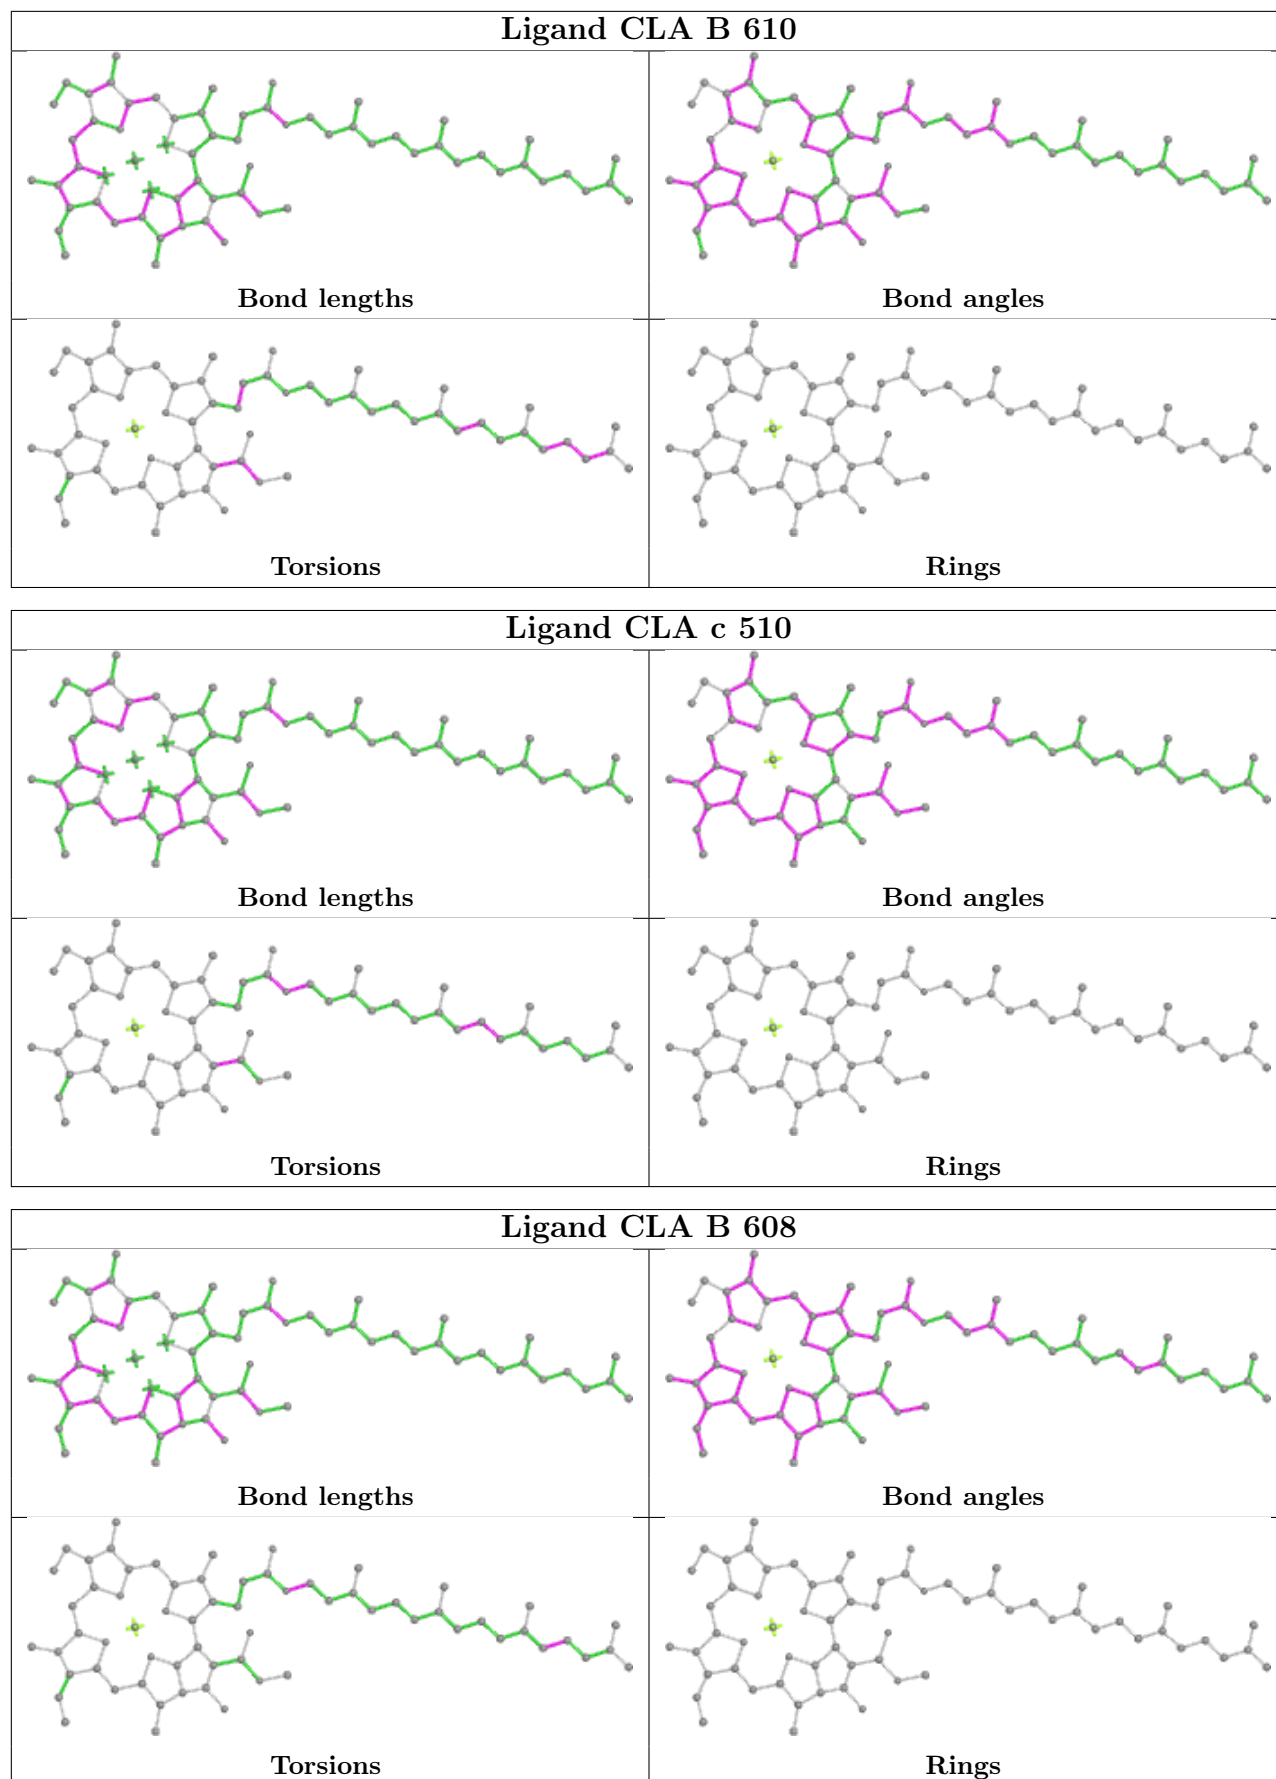 Ligand CLA B 610
Bond lengths
Bond angles
Torsions
Rings
Ligand CLA c 510
Bond lengths
Bond angles
Torsions
Rings
Ligand CLA B 608
Bond lengths
Bond angles
Torsions
Rings